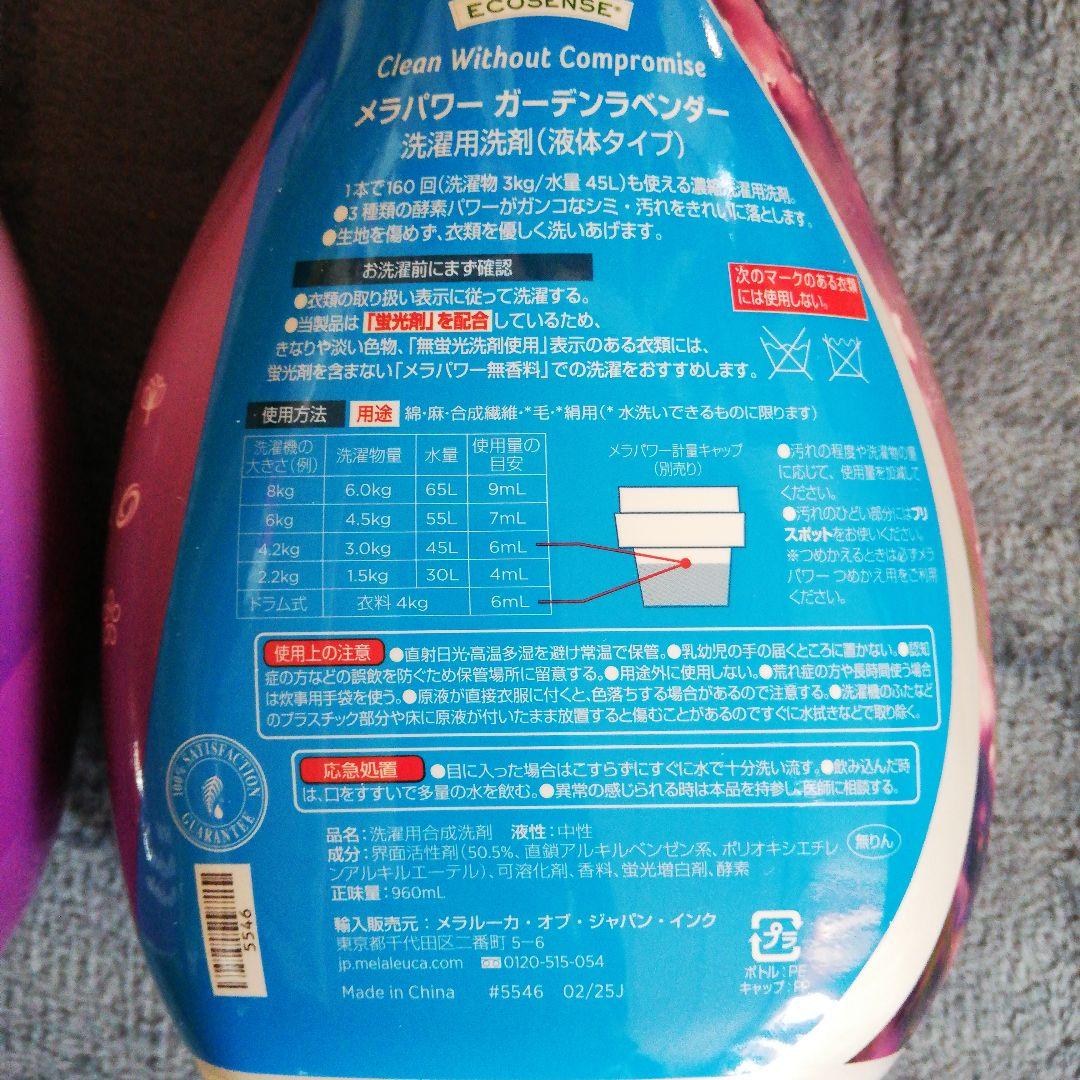 ECOSENSE®
Clean Without Compromise
メラパワー ガーデンラベンダー
洗濯用洗剤(液体タイプ)
1本で160回(洗濯物 3kg/水量 45L)も使える濃縮洗濯用洗剤。
●3種類の酵素パワーがガンコなシミ・汚れをきれいに落とします。
●生地を傷めず、衣類を優しく洗いあげます。
お洗濯前にまず確認
●衣類の取り扱い表示に従って洗濯する。
●当製品は「蛍光剤」を配合しているため、
きなりや淡い色物、「無蛍光洗剤使用」表示のある衣類には、
蛍光剤を含まない「メラパワー無香料」での洗濯をおすすめします。
次のマークのある衣類
には使用しない。
使用方法 用途 綿・麻・合成繊維・*毛・*絹用(* 水洗いできるものに限ります)
洗濯機の大きさ(例) 洗濯物量 水量 使用量の目安
8kg 6.0kg 65L 9mL
6kg 4.5kg 55L 7mL
4.2kg 3.0kg 45L 6mL
2.2kg 1.5kg 30L 4mL
ドラム式 衣料 4kg 6mL
メラパワー計量キャップ
(別売り)
●汚れの程度や洗濯物の量
に応じて、使用量を加減して
ください。
●汚れのひどい部分にはプリ
スポットをお使いください。
※つめかえるときは必ずメラ
パワー つめかえ用をご利用
ください。
使用上の注意 ●直射日光・高温多湿を避け常温で保管。●乳幼児の手の届くところに置かない。●認知
症の方などの誤飲を防ぐため保管場所に留意する。●用途外に使用しない。●荒れ症の方や長時間使う場合
は炊事用手袋を使う。●原液が直接衣服に付くと、色落ちする場合があるので注意する。●洗濯機のふたなど
のプラスチック部分や床に原液が付いたまま放置すると傷むことがあるのですぐに水拭きなどで取り除く。
応急処置 ●目に入った場合はこすらずにすぐに水で十分洗い流す。●飲み込んだ時
は、口をすすいで多量の水を飲む。●異常の感じられる時は本品を持参し、医師に相談する。
100% SATISFACTION
GUARANTEE
品名:洗濯用合成洗剤 液性:中性
成分:界面活性剤(50.5%、直鎖アルキルベンゼン系、ポリオキシエチレ
ンアルキルエーテル)、可溶化剤、香料、蛍光増白剤、酵素
正味量:960mL
無りん
輸入販売元:メラルーカ・オブ・ジャパン・インク
東京都千代田区二番町 5-6
jp.melaleuca.com 0120-515-054
Made in China #5546 02/25J
5546
プラ
ボトル:PE
キャップ:PP